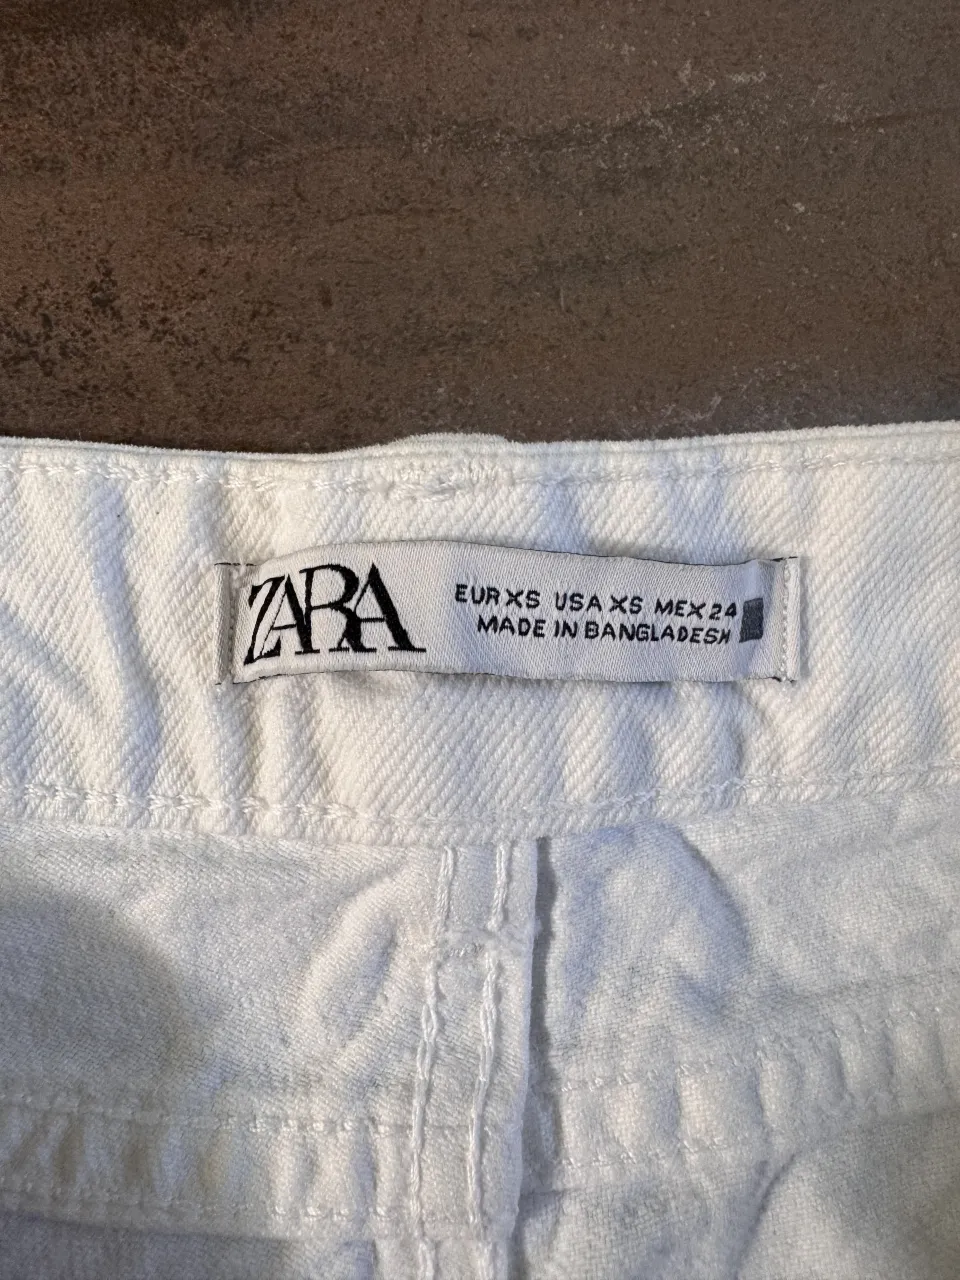 ZARA
EUR XS USA XS MEX 24
MADE IN BANGLADESH